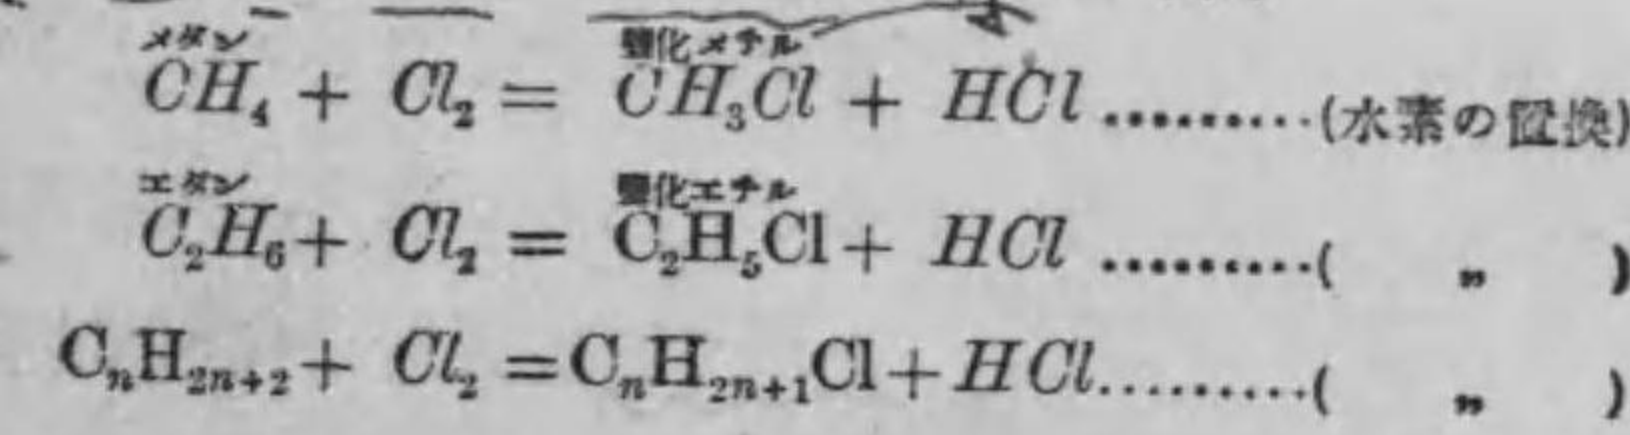 メタン 鹽化メチル
CH₄ + Cl₂ = CH₃Cl + HCl………(水素の置換)
エタン 鹽化エチル
C₂H₆ + Cl₂ = C₂H₅Cl + HCl ………( 〃 )
CₙH₂ₙ₊₂ + Cl₂ = CₙH₂ₙ₊₁Cl + HCl………( 〃 )